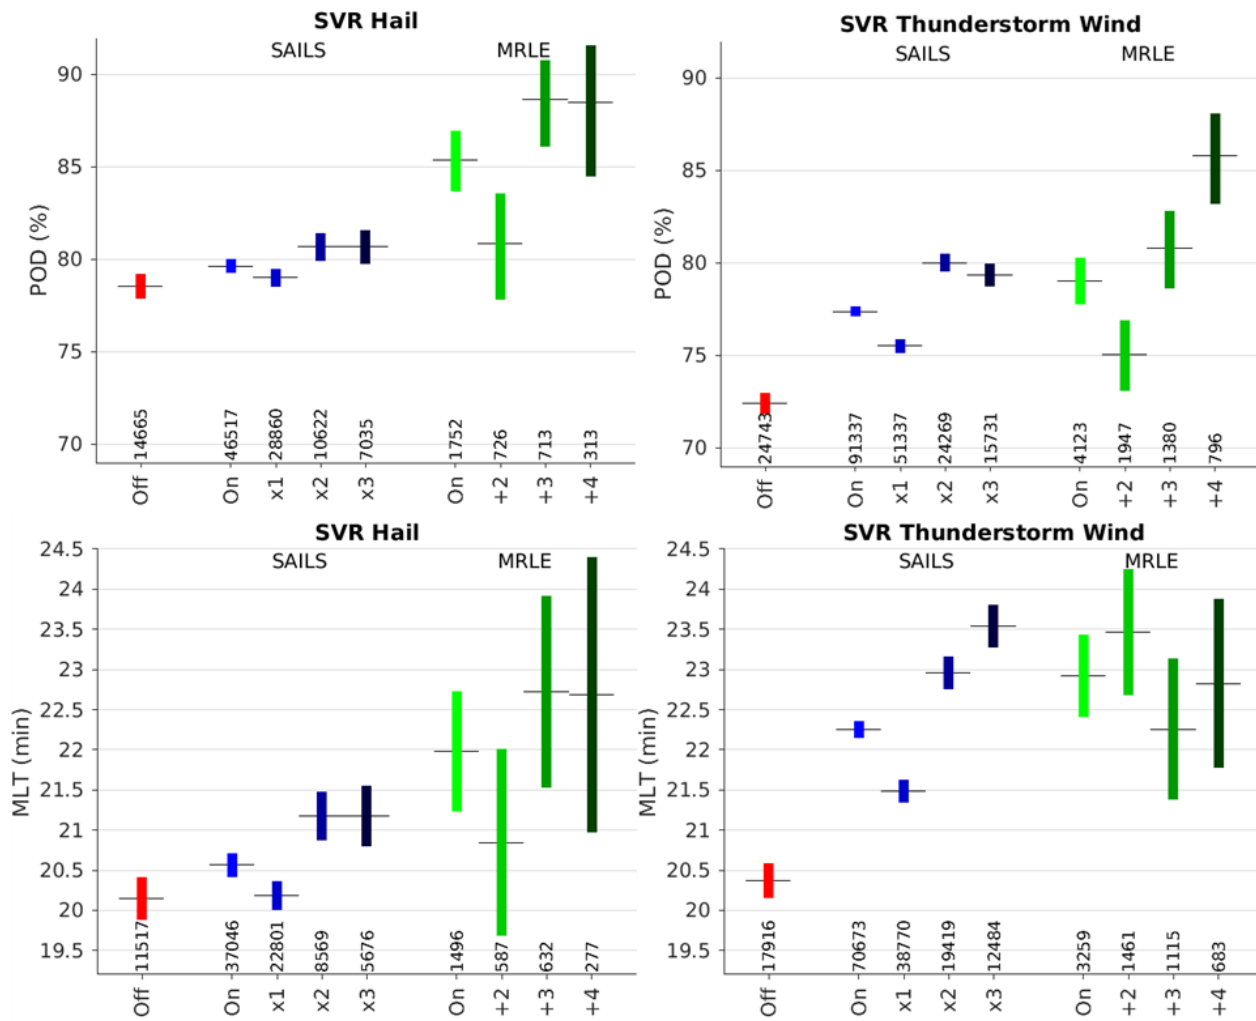 SVR Hail
SAILS MRLE
POD (%)
90
85
80
75
70
14665 46517 28860 10622 7035 1752 726 713 313
Off On x1 x2 x3 On +2 +3 +4
SVR Thunderstorm Wind
SAILS MRLE
POD (%)
90
85
80
75
70
24743 91337 51337 24269 15731 4123 1947 1380 796
Off On x1 x2 x3 On +2 +3 +4
SVR Hail
SAILS MRLE
MLT (min)
24.5
24
23.5
23
22.5
22
21.5
21
20.5
20
19.5
11517 37046 22801 8569 5676 1496 587 632 277
Off On x1 x2 x3 On +2 +3 +4
SVR Thunderstorm Wind
SAILS MRLE
MLT (min)
24.5
24
23.5
23
22.5
22
21.5
21
20.5
20
19.5
17916 70673 38770 19419 12484 3259 1461 1115 683
Off On x1 x2 x3 On +2 +3 +4